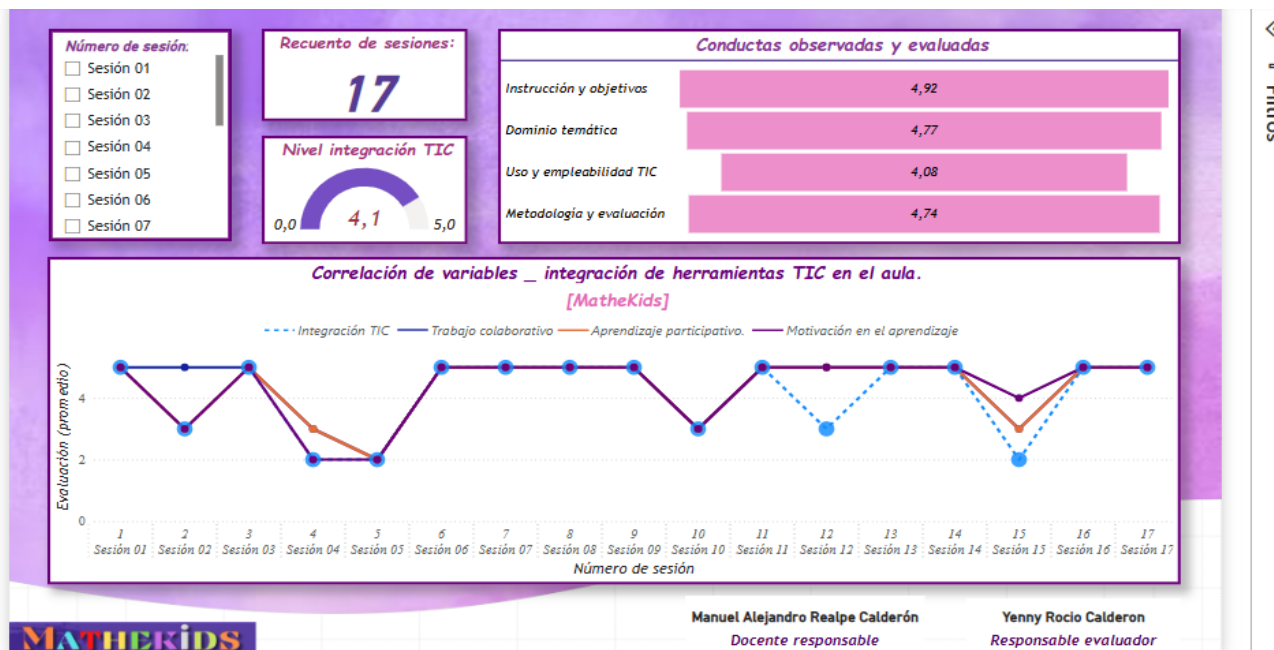 Número de sesión:
Sesión 01
Sesión 02
Sesión 03
Sesión 04
Sesión 05
Sesión 06
Sesión 07
Recuento de sesiones:
17
Nivel integración TIC
0,0
4,1
5,0
Conductas observadas y evaluadas
Instrucción y objetivos 4,92
Dominio temática 4,77
Uso y empleabilidad TIC 4,08
Metodología y evaluación 4,74
Filtros
Correlación de variables _ integración de herramientas TIC en el aula.
[MatheKids]
Integración TIC Trabajo colaborativo Aprendizaje participativo. Motivación en el aprendizaje
Evaluación (promedio)
4
2
0
1 2 3 4 5 6 7 8 9 10 11 12 13 14 15 16 17
Sesión 01 Sesión 02 Sesión 03 Sesión 04 Sesión 05 Sesión 06 Sesión 07 Sesión 08 Sesión 09 Sesión 10 Sesión 11 Sesión 12 Sesión 13 Sesión 14 Sesión 15 Sesión 16 Sesión 17
Número de sesión
MATHEKIDS
Manuel Alejandro Realpe Calderón
Docente responsable
Yenny Rocio Calderon
Responsable evaluador